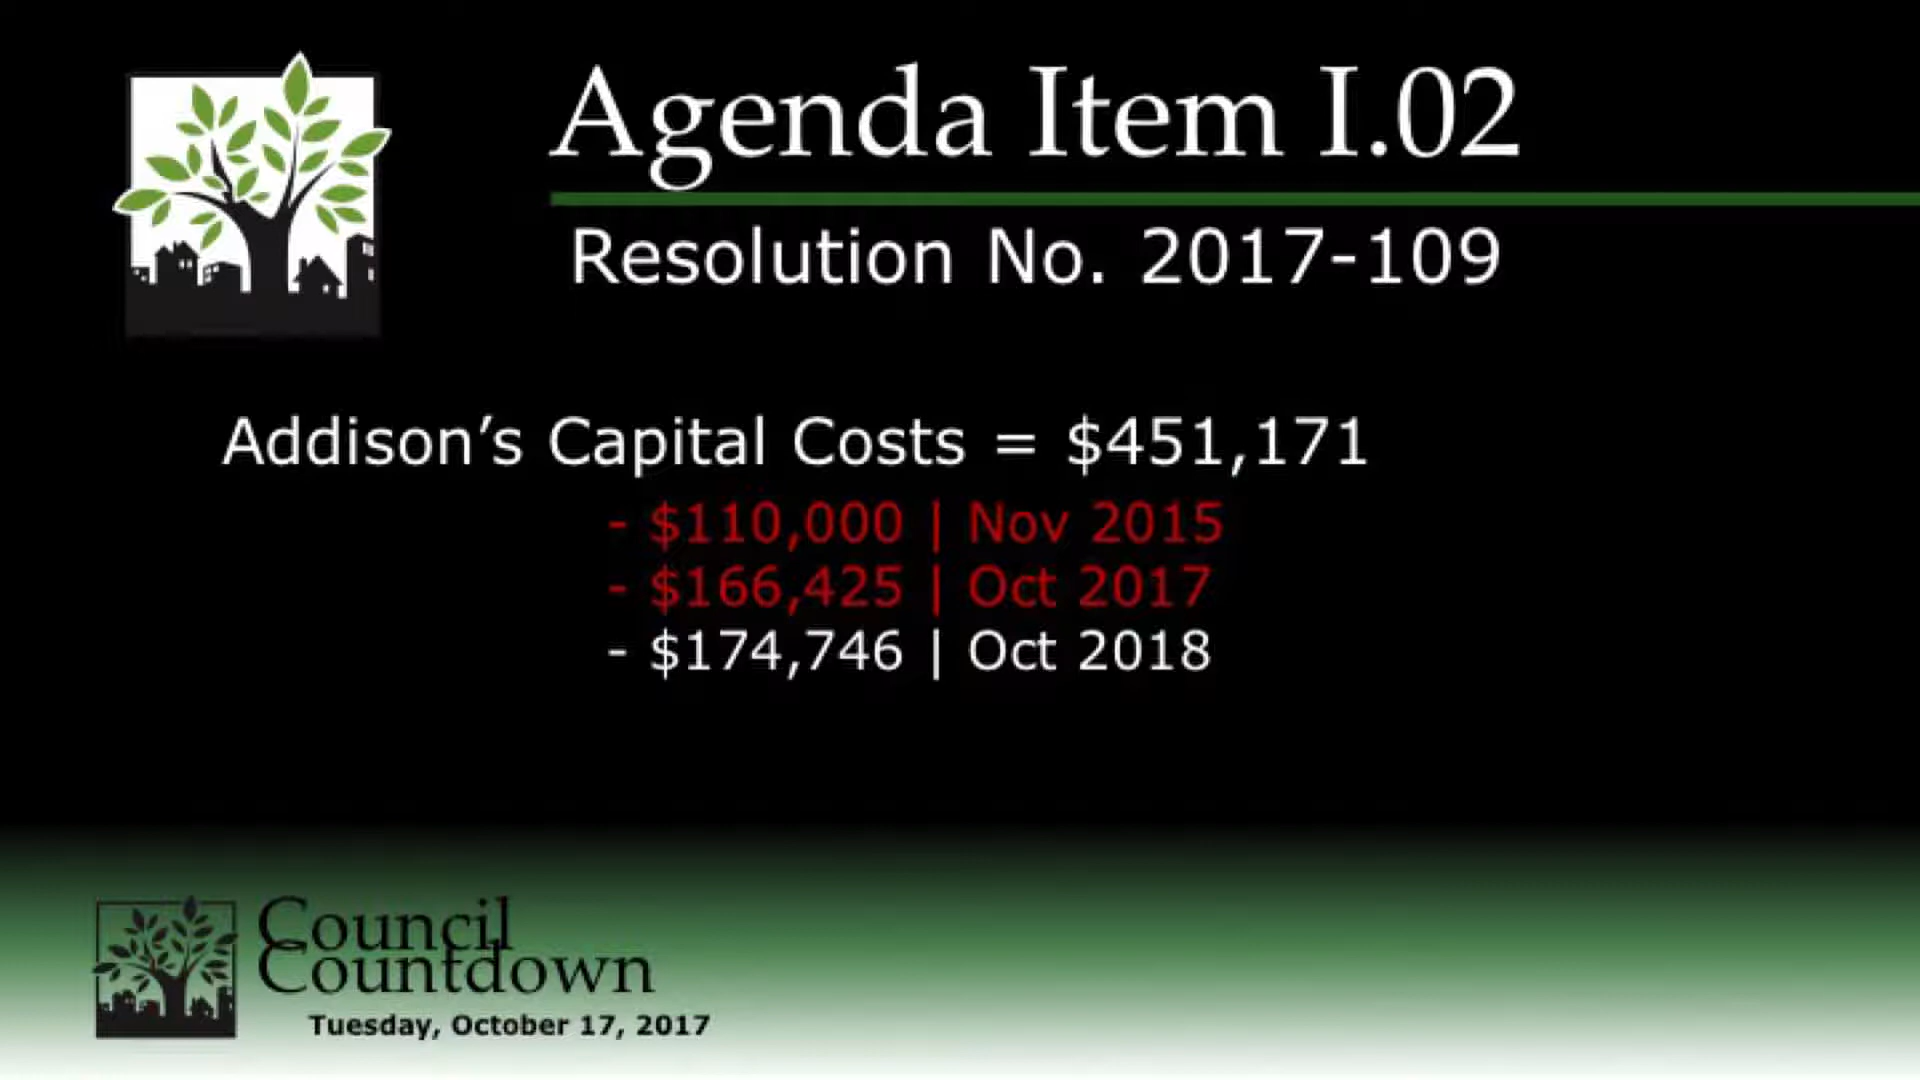 Agenda Item I.02
Resolution No. 2017-109
Addison’s Capital Costs = $451,171
- $110,000 | Nov 2015
- $166,425 | Oct 2017
- $174,746 | Oct 2018
Council
Countdown
Tuesday, October 17, 2017